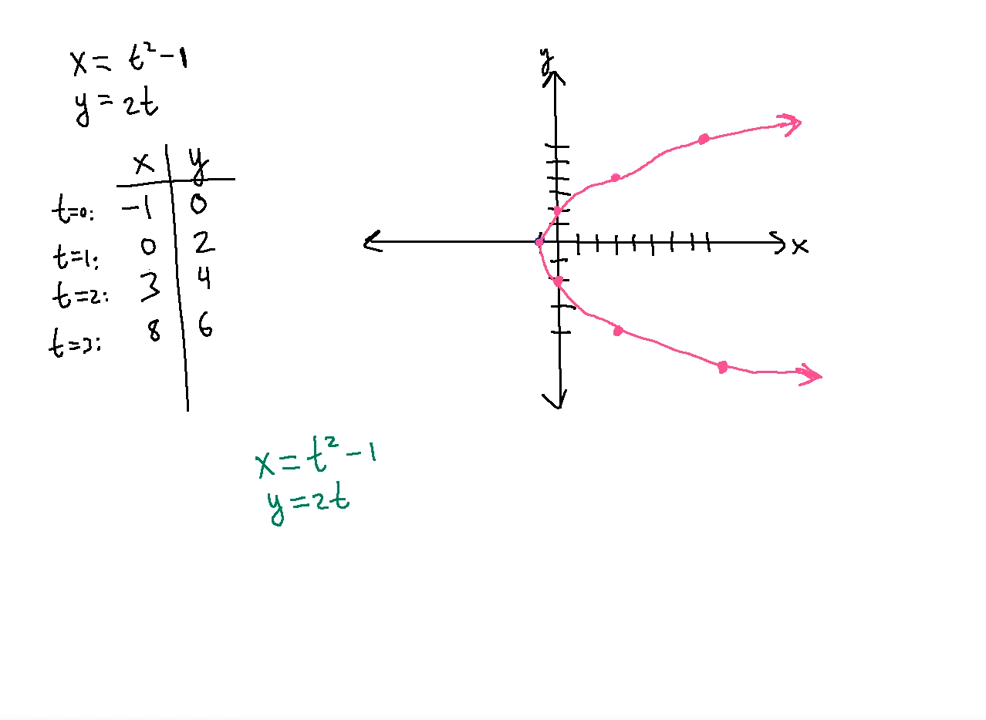 x = t²-1
y = 2t
x y
t=0: -1 0
t=1: 0 2
t=2: 3 4
t=3: 8 6
y
x
x = t²-1
y = 2t